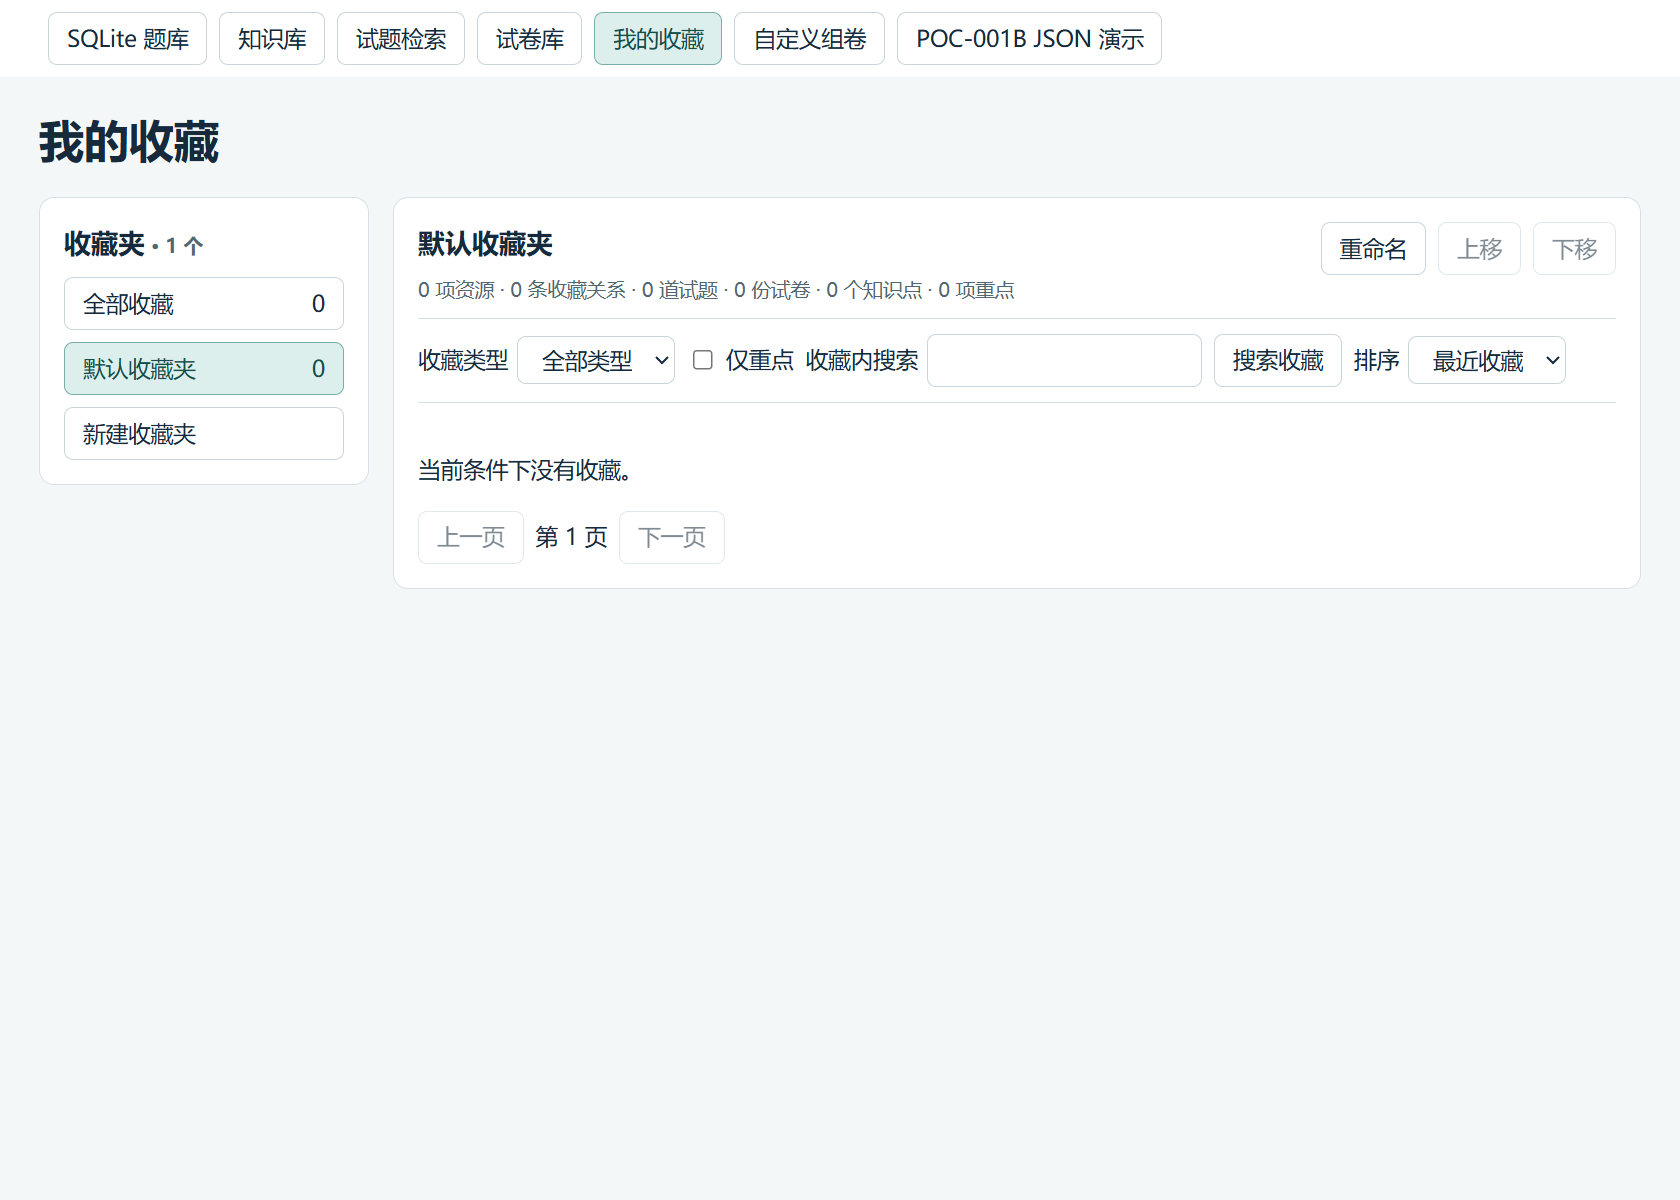 SQLite 题库 知识库 试题检索 试卷库 我的收藏 自定义组卷 POC-001B JSON 演示
我的收藏
收藏夹 • 1 个
全部收藏 0
默认收藏夹 0
新建收藏夹
默认收藏夹
重命名 上移 下移
0 项资源 · 0 条收藏关系 · 0 道试题 · 0 份试卷 · 0 个知识点 · 0 项重点
收藏类型 全部类型 仅重点 收藏内搜索 搜索收藏 排序 最近收藏
当前条件下没有收藏。
上一页 第 1 页 下一页